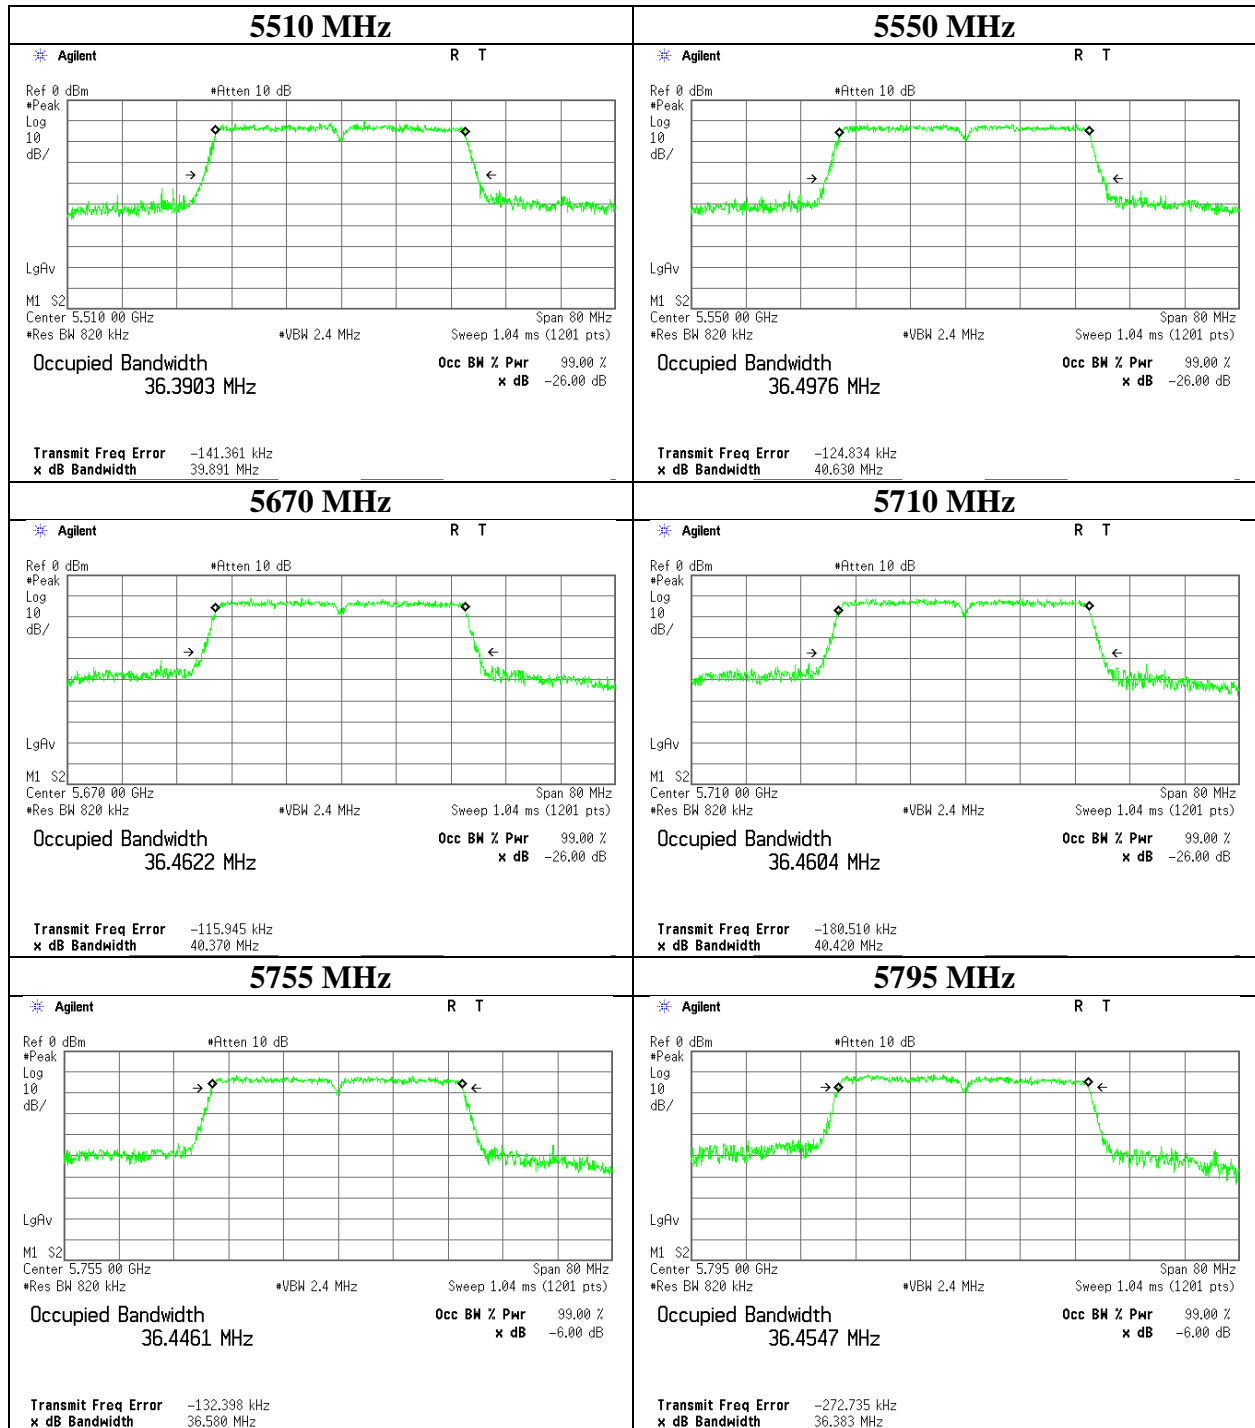 5510 MHz
Agilent R T
Ref 0 dBm #Atten 10 dB
#Peak
Log
10
dB/
LgAv
M1 S2
Center 5.510 00 GHz Span 80 MHz
#Res BW 820 kHz #VBW 2.4 MHz Sweep 1.04 ms (1201 pts)
Occupied Bandwidth Occ BW % Pwr 99.00 %
36.3903 MHz x dB -26.00 dB
Transmit Freq Error -141.361 kHz
x dB Bandwidth 39.891 MHz
5550 MHz
Agilent R T
Ref 0 dBm #Atten 10 dB
#Peak
Log
10
dB/
LgAv
M1 S2
Center 5.550 00 GHz Span 80 MHz
#Res BW 820 kHz #VBW 2.4 MHz Sweep 1.04 ms (1201 pts)
Occupied Bandwidth Occ BW % Pwr 99.00 %
36.4976 MHz x dB -26.00 dB
Transmit Freq Error -124.834 kHz
x dB Bandwidth 40.630 MHz
5670 MHz
Agilent R T
Ref 0 dBm #Atten 10 dB
#Peak
Log
10
dB/
LgAv
M1 S2
Center 5.670 00 GHz Span 80 MHz
#Res BW 820 kHz #VBW 2.4 MHz Sweep 1.04 ms (1201 pts)
Occupied Bandwidth Occ BW % Pwr 99.00 %
36.4622 MHz x dB -26.00 dB
Transmit Freq Error -115.945 kHz
x dB Bandwidth 40.370 MHz
5710 MHz
Agilent R T
Ref 0 dBm #Atten 10 dB
#Peak
Log
10
dB/
LgAv
M1 S2
Center 5.710 00 GHz Span 80 MHz
#Res BW 820 kHz #VBW 2.4 MHz Sweep 1.04 ms (1201 pts)
Occupied Bandwidth Occ BW % Pwr 99.00 %
36.4604 MHz x dB -26.00 dB
Transmit Freq Error -180.510 kHz
x dB Bandwidth 40.420 MHz
5755 MHz
Agilent R T
Ref 0 dBm #Atten 10 dB
#Peak
Log
10
dB/
LgAv
M1 S2
Center 5.755 00 GHz Span 80 MHz
#Res BW 820 kHz #VBW 2.4 MHz Sweep 1.04 ms (1201 pts)
Occupied Bandwidth Occ BW % Pwr 99.00 %
36.4461 MHz x dB -6.00 dB
Transmit Freq Error -132.398 kHz
x dB Bandwidth 36.580 MHz
5795 MHz
Agilent R T
Ref 0 dBm #Atten 10 dB
#Peak
Log
10
dB/
LgAv
M1 S2
Center 5.795 00 GHz Span 80 MHz
#Res BW 820 kHz #VBW 2.4 MHz Sweep 1.04 ms (1201 pts)
Occupied Bandwidth Occ BW % Pwr 99.00 %
36.4547 MHz x dB -6.00 dB
Transmit Freq Error -272.735 kHz
x dB Bandwidth 36.383 MHz